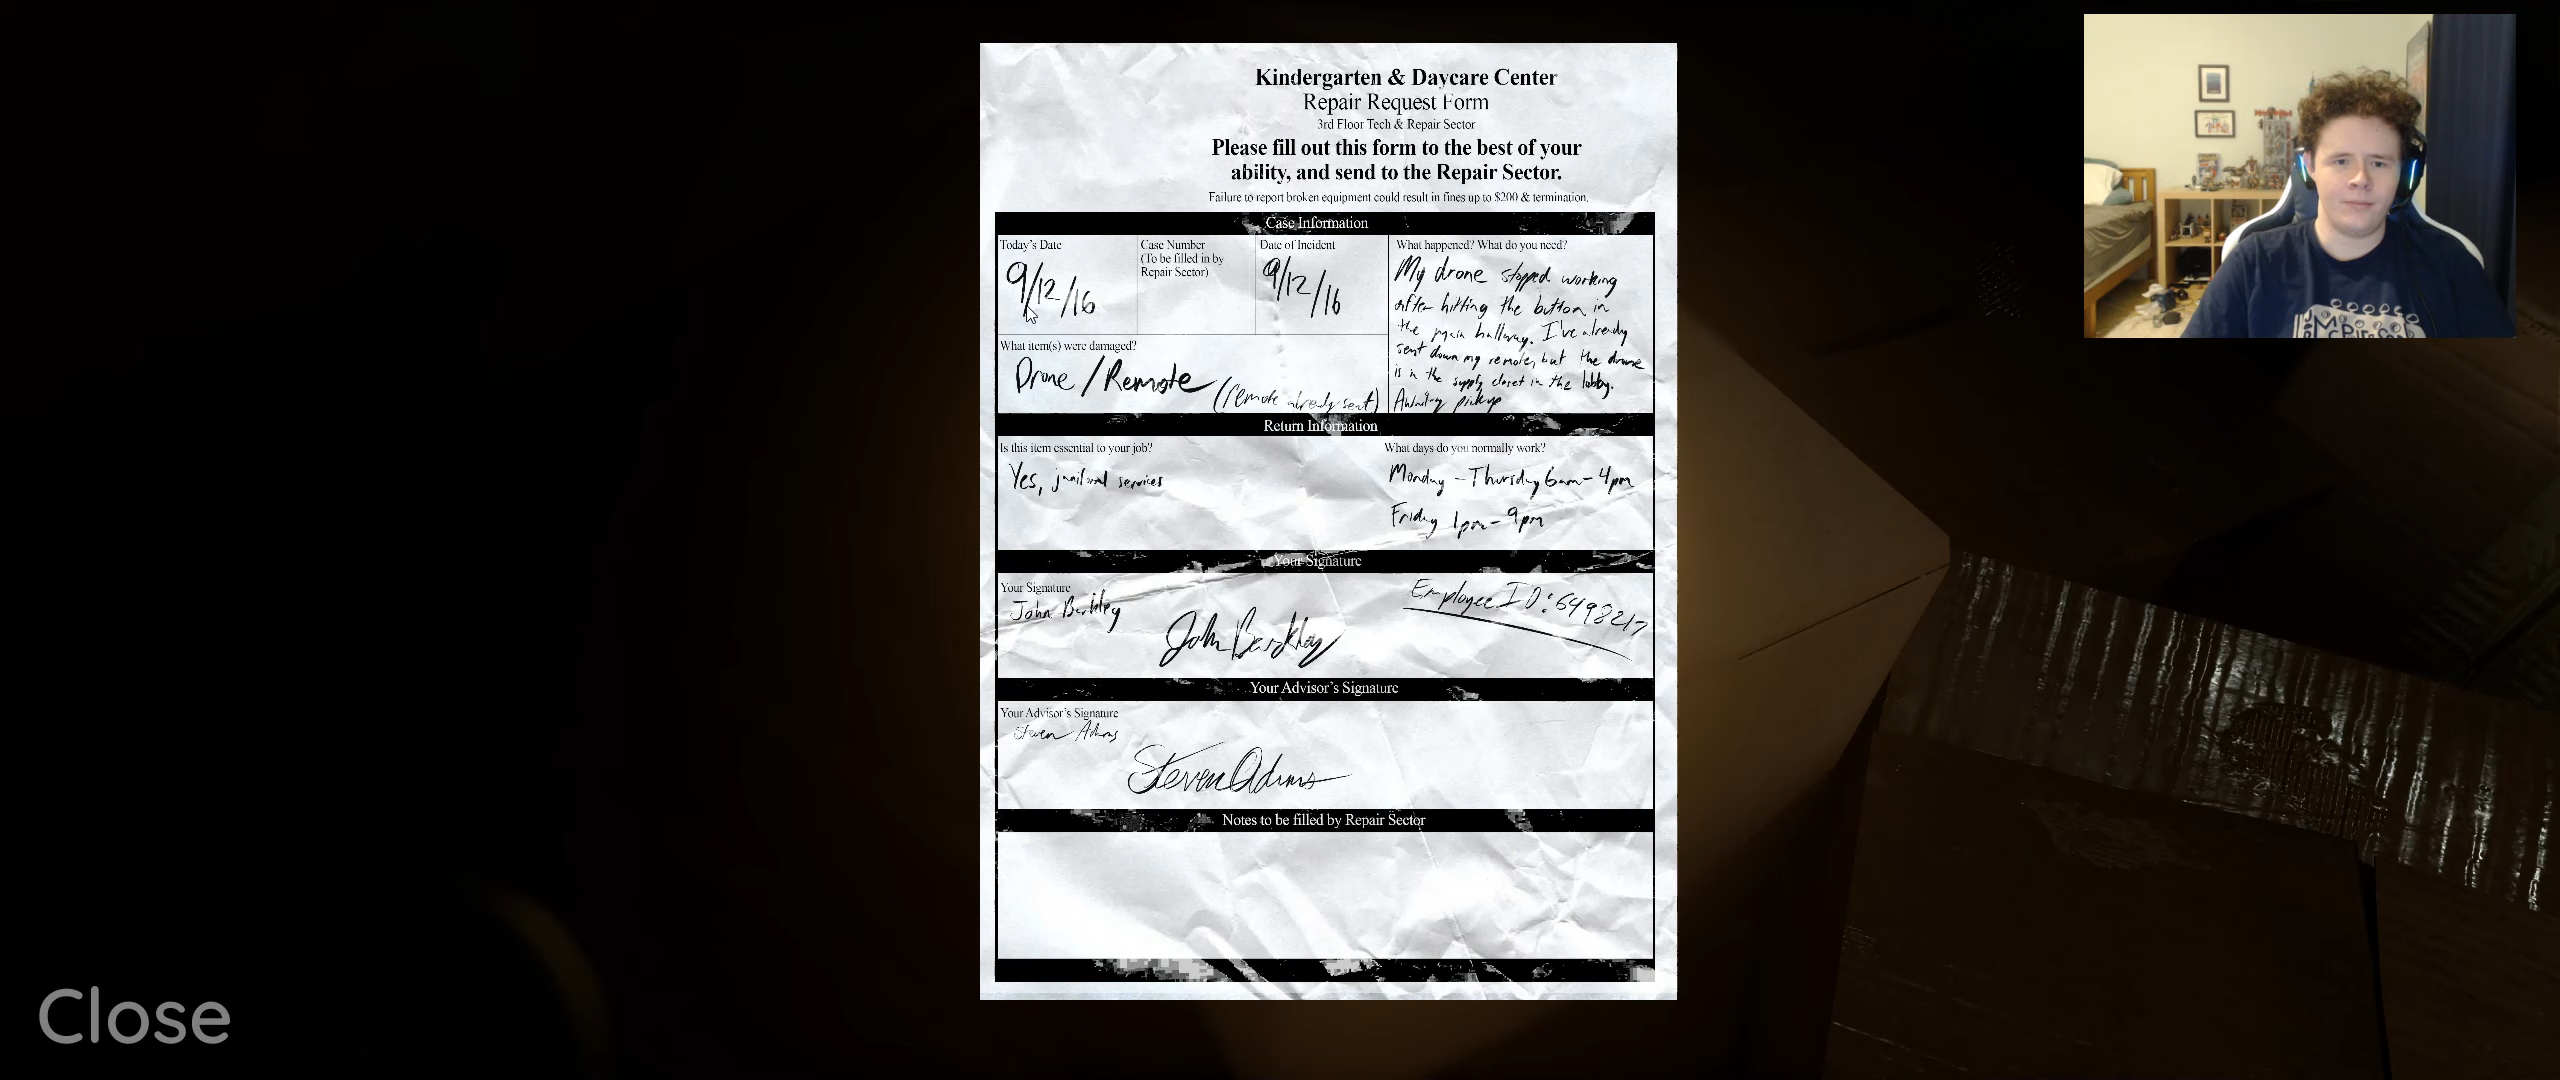 Kindergarten & Daycare Center
Repair Request Form
3rd Floor Tech & Repair Sector
Please fill out this form to the best of your
ability, and send to the Repair Sector.
Failure to report broken equipment could result in fines up to $200 & termination.
Case Information
Today's Date
9/12/16
Case Number
(To be filled in by
Repair Sector)
Date of Incident
9/12/16
What happened? What do you need?
My drone stopped working
after hitting the button in
the main hallway. I've already
sent down my remote, but the drone
is in the supply closet in the lobby.
Awaiting pickup
What item(s) were damaged?
Drone / Remote (remote already sent)
Return Information
Is this item essential to your job?
Yes, janitorial services
What days do you normally work?
Monday - Thursday 6am - 4pm
Friday 1pm - 9pm
Your Signature
Your Signature
John Barkley
John Barkley
Employee ID: 6498217
Your Advisor's Signature
Your Advisor's Signature
Steven Adams
Steven Adams
Notes to be filled by Repair Sector
Close